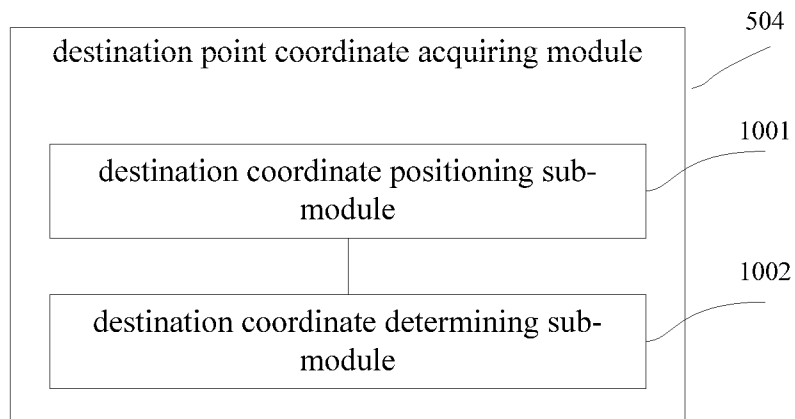 504
destination point coordinate acquiring module
1001
destination coordinate positioning sub-
module
1002
destination coordinate determining sub-
module